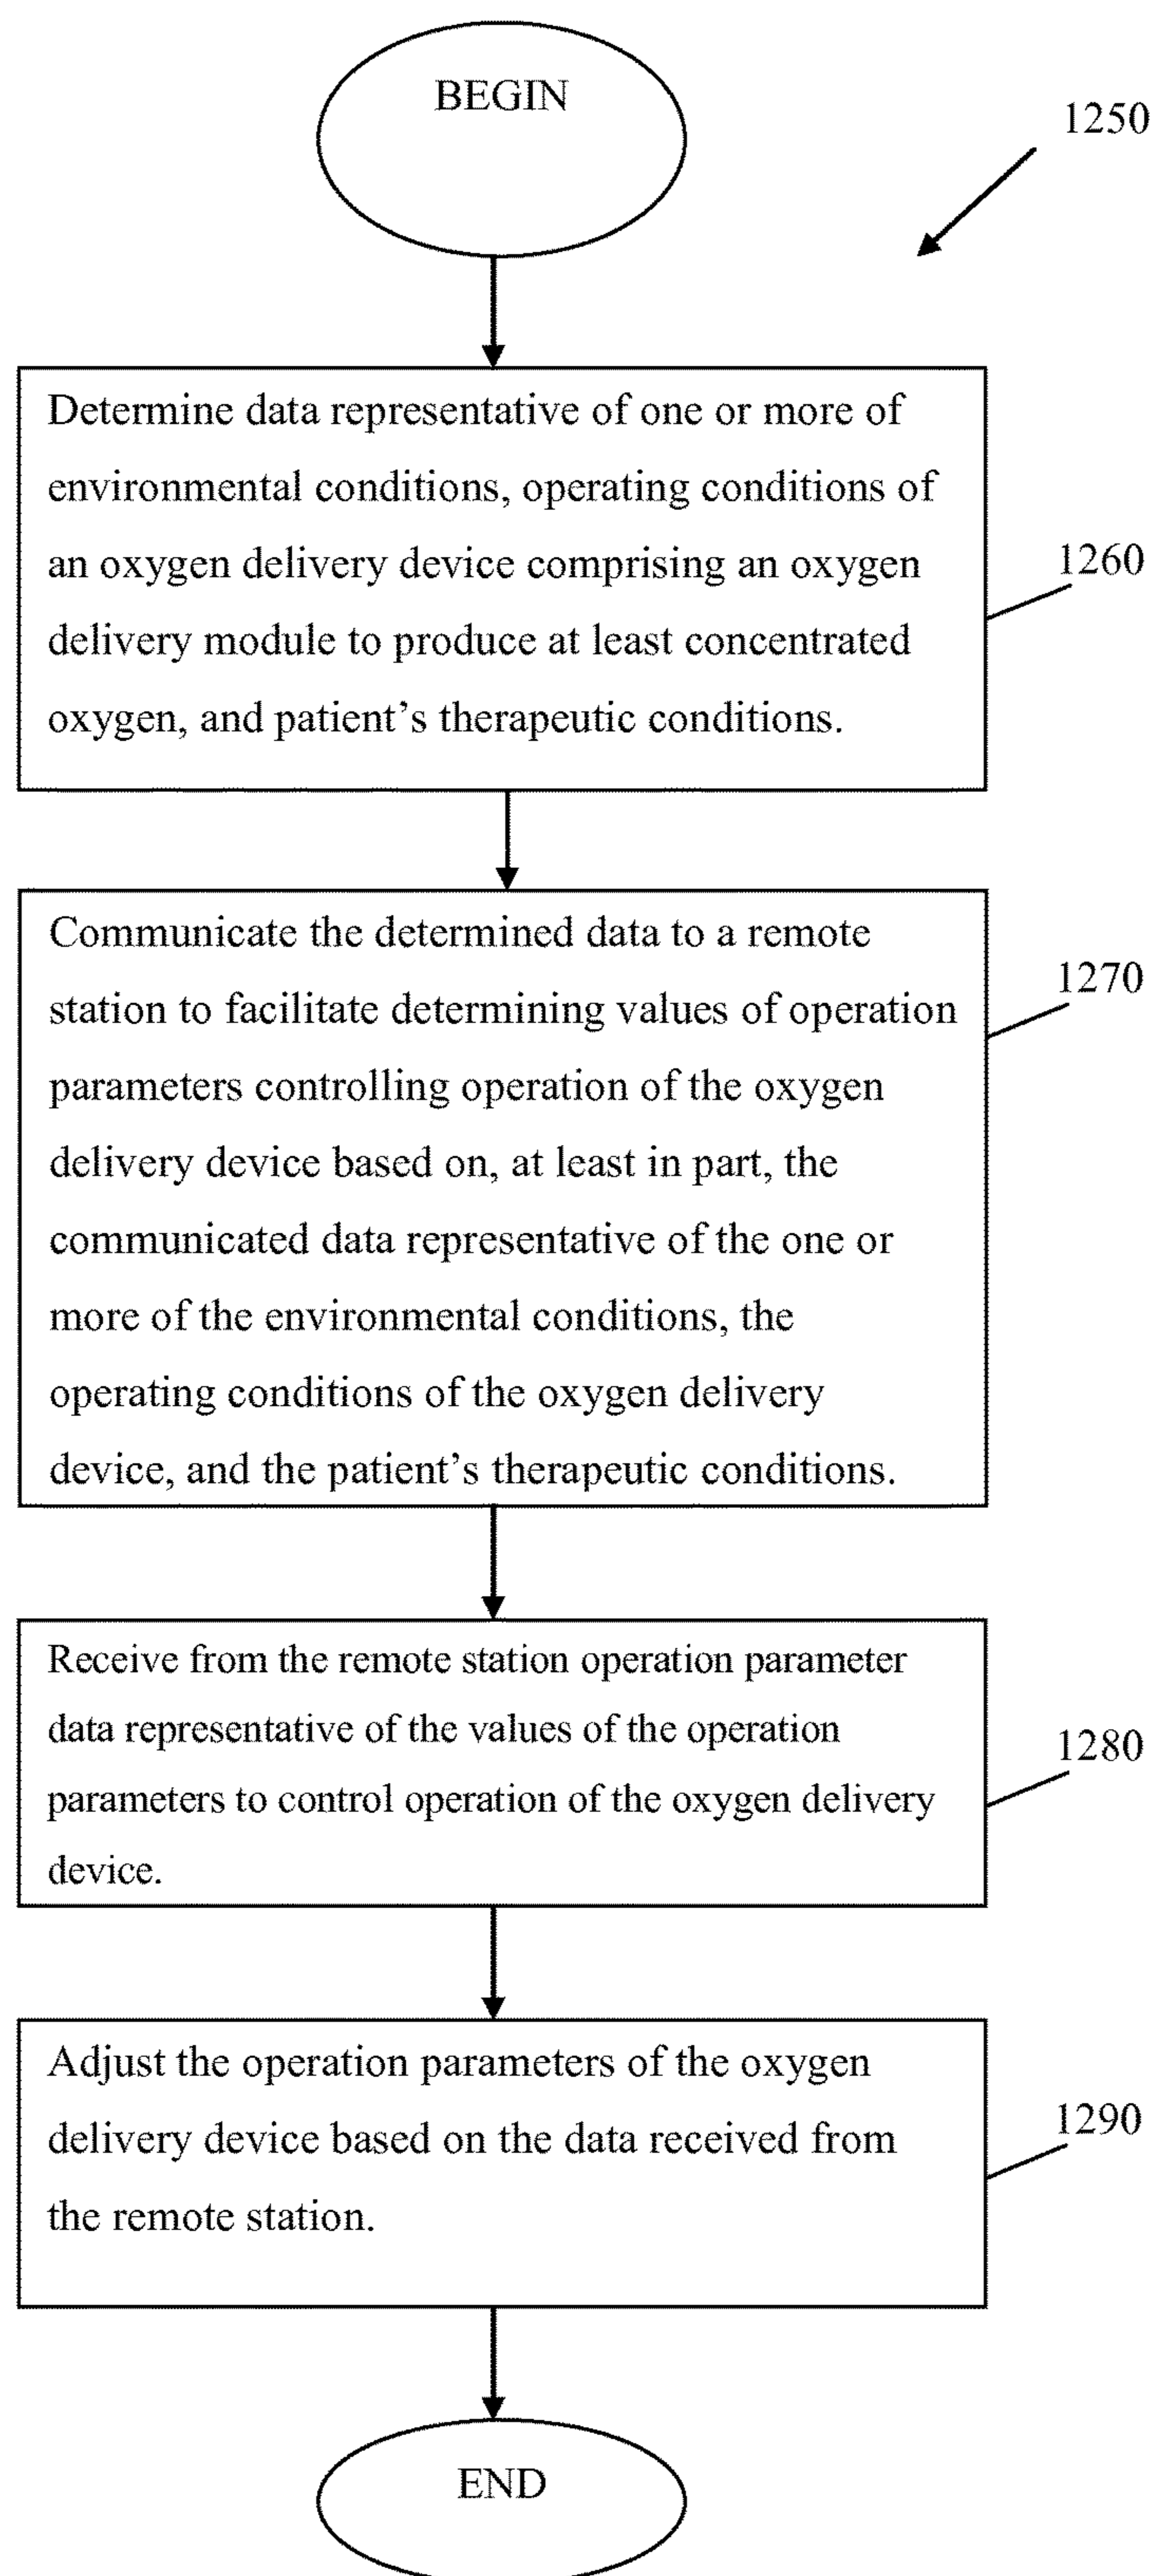 BEGIN
1250
Determine data representative of one or more of
environmental conditions, operating conditions of
an oxygen delivery device comprising an oxygen
delivery module to produce at least concentrated
oxygen, and patient’s therapeutic conditions.
1260
Communicate the determined data to a remote
station to facilitate determining values of operation
parameters controlling operation of the oxygen
delivery device based on, at least in part, the
communicated data representative of the one or
more of the environmental conditions, the
operating conditions of the oxygen delivery
device, and the patient’s therapeutic conditions.
1270
Receive from the remote station operation parameter
data representative of the values of the operation
parameters to control operation of the oxygen delivery
device.
1280
Adjust the operation parameters of the oxygen
delivery device based on the data received from
the remote station.
1290
END